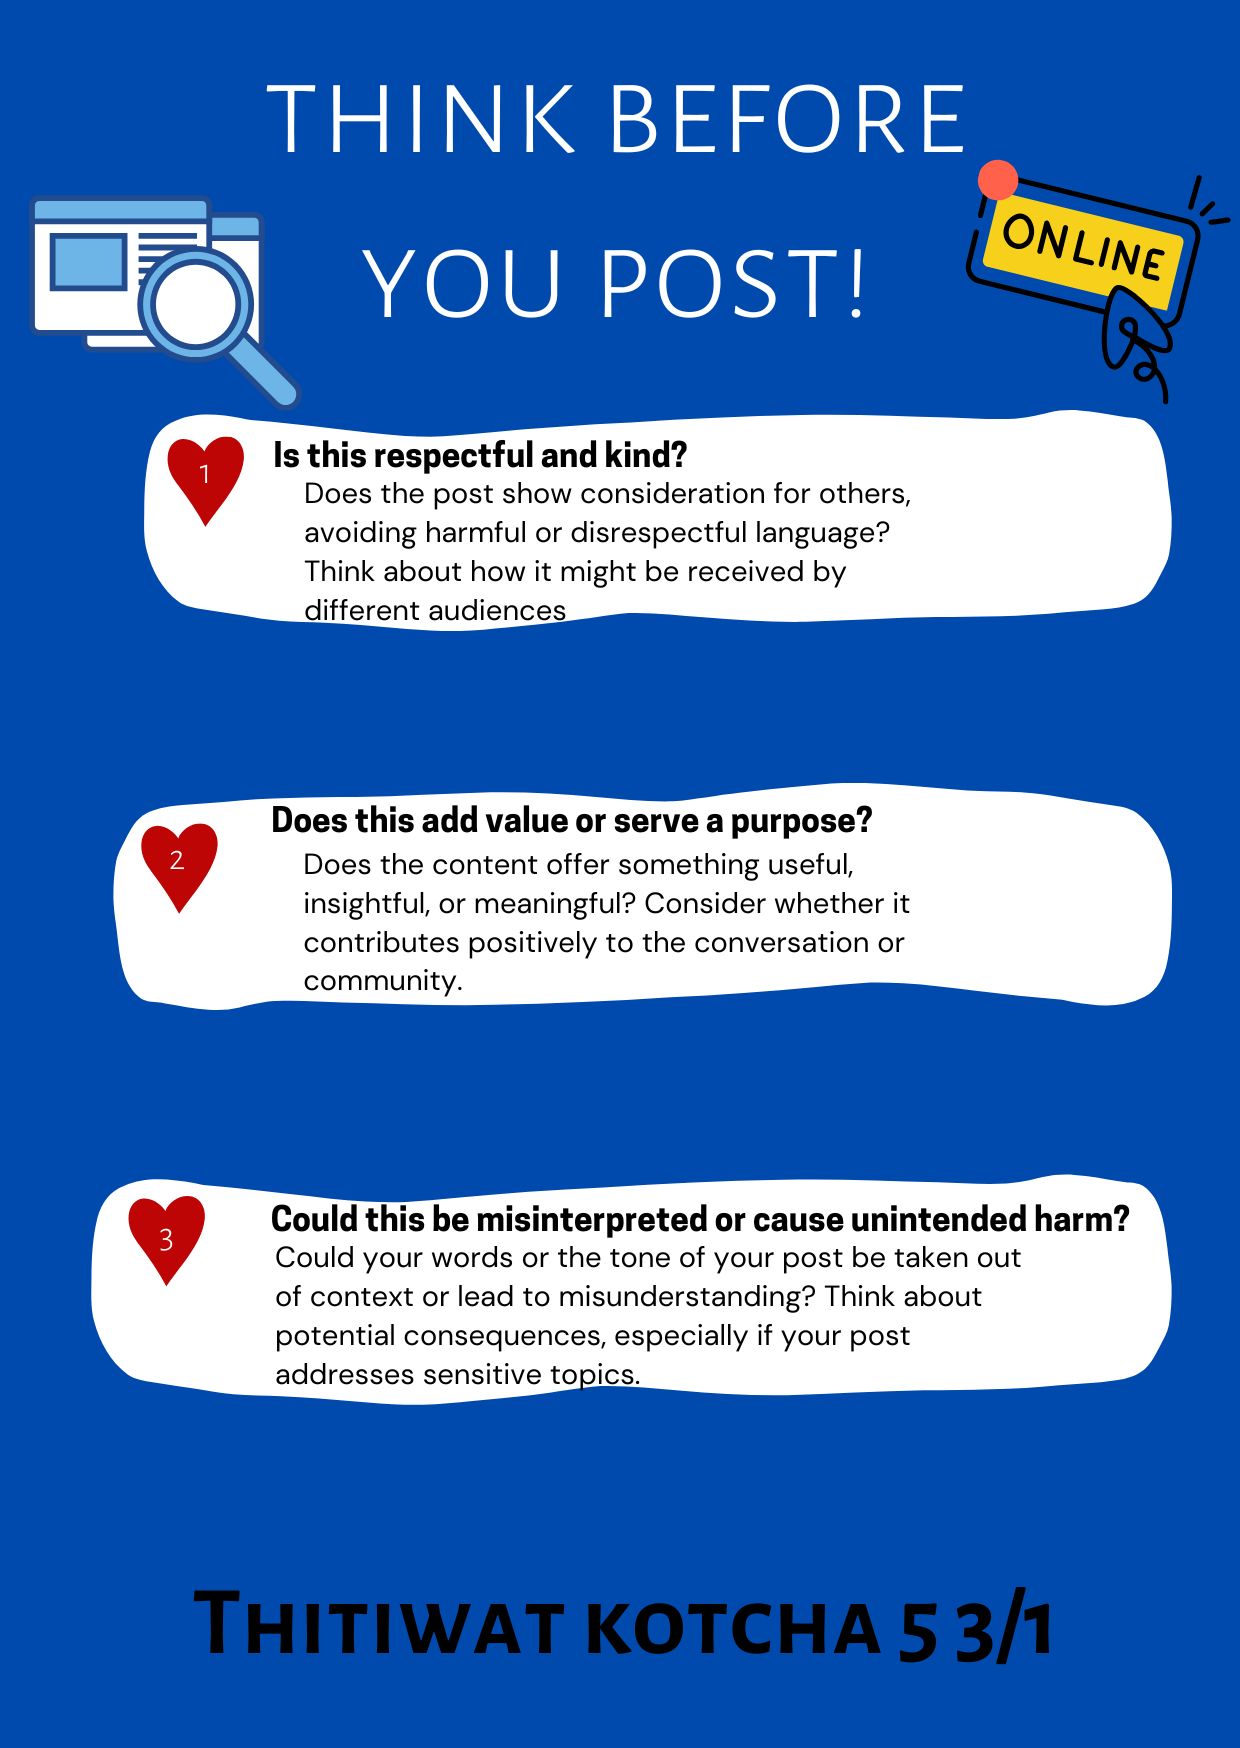 THINK BEFORE
YOU POST!
ONLINE
1
Is this respectful and kind?
Does the post show consideration for others,
avoiding harmful or disrespectful language?
Think about how it might be received by
different audiences
2
Does this add value or serve a purpose?
Does the content offer something useful,
insightful, or meaningful? Consider whether it
contributes positively to the conversation or
community.
3
Could this be misinterpreted or cause unintended harm?
Could your words or the tone of your post be taken out
of context or lead to misunderstanding? Think about
potential consequences, especially if your post
addresses sensitive topics.
Thitiwat kotcha 5 3/1